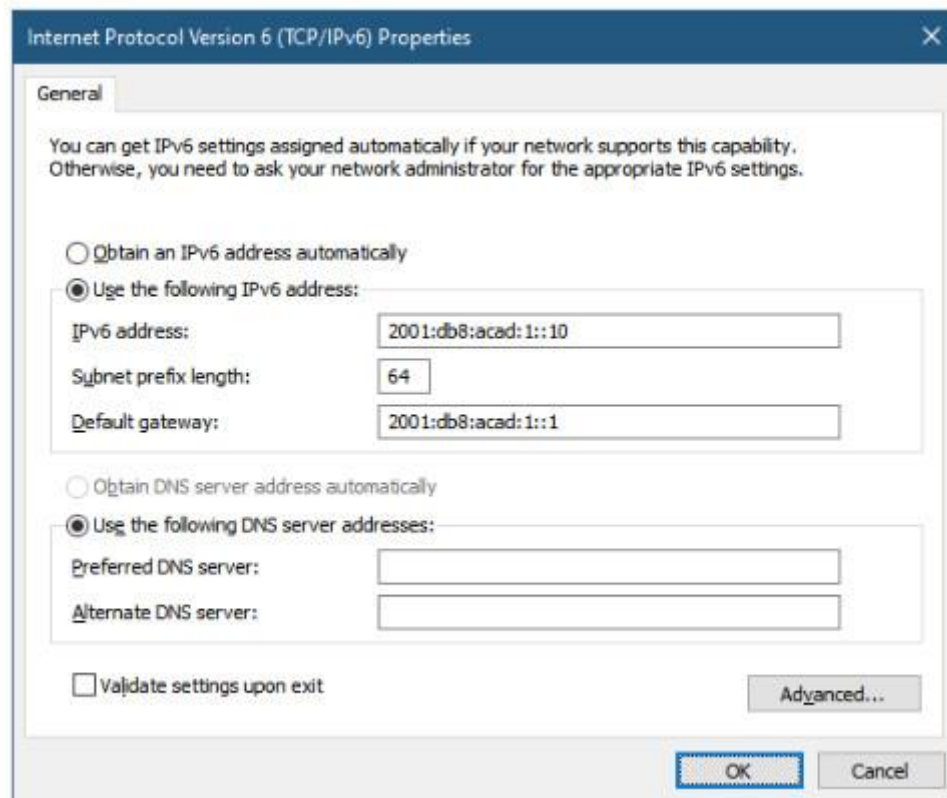 Internet Protocol Version 6 (TCP/IPv6) Properties
General
You can get IPv6 settings assigned automatically if your network supports this capability.
Otherwise, you need to ask your network administrator for the appropriate IPv6 settings.
Obtain an IPv6 address automatically
Use the following IPv6 address:
IPv6 address: 2001:db8:acad:1::10
Subnet prefix length: 64
Default gateway: 2001:db8:acad:1::1
Obtain DNS server address automatically
Use the following DNS server addresses:
Preferred DNS server:
Alternate DNS server:
Validate settings upon exit
Advanced...
OK Cancel